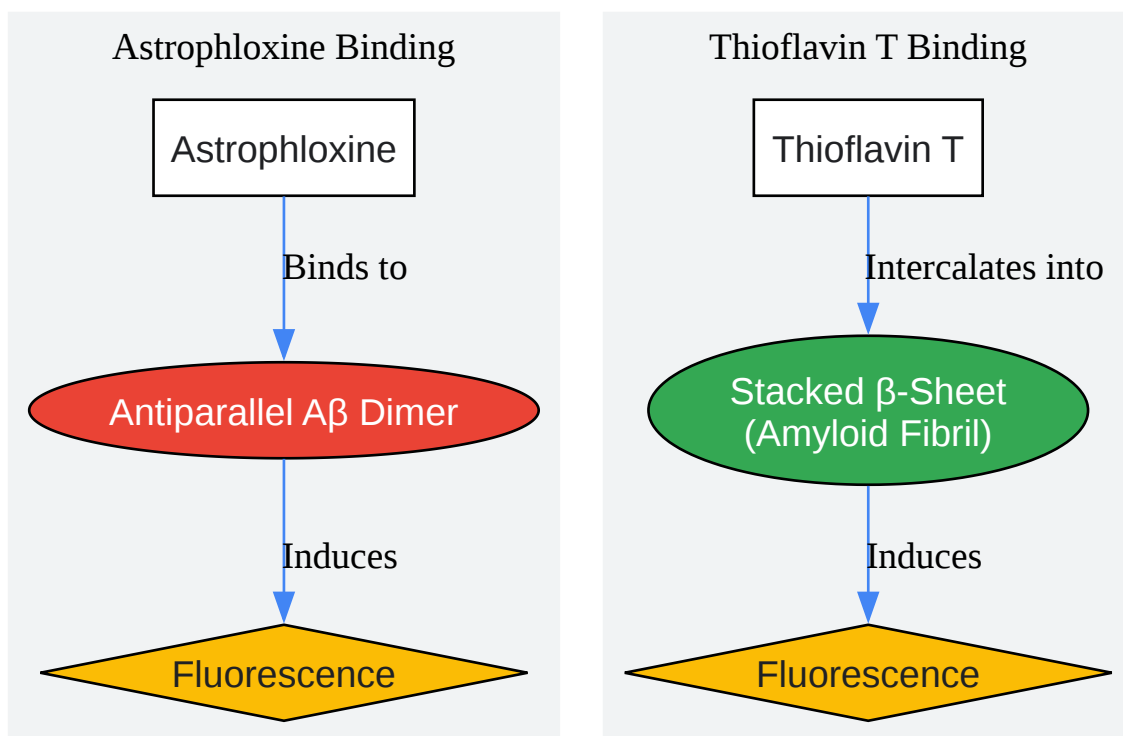 Astrophloxine Binding
Astrophloxine
Binds to
Antiparallel Aβ Dimer
Induces
Fluorescence
Thioflavin T Binding
Thioflavin T
Intercalates into
Stacked β-Sheet
(Amyloid Fibril)
Induces
Fluorescence